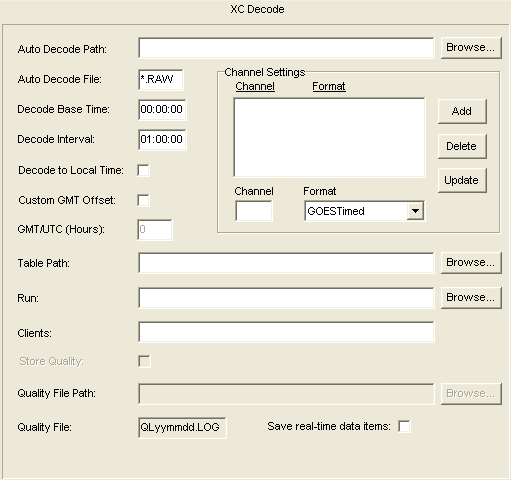 XC Decode
Auto Decode Path: Browse...
Auto Decode File: *.RAW
Channel Settings
Channel Format
Decode Base Time: 00:00:00
Add
Decode Interval: 01:00:00
Delete
Decode to Local Time:
Update
Custom GMT Offset:
Channel Format
GOESTimed
GMT/UTC (Hours): 0
Table Path: Browse...
Run: Browse...
Clients:
Store Quality:
Quality File Path: Browse...
Quality File: QLyymmdd.LOG Save real-time data items: